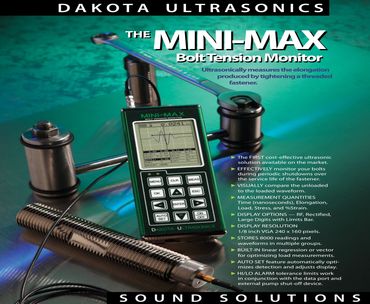 DAKOTA ULTRASONICS
THE MINI-MAX
Bolt Tension Monitor
Ultrasonically measures the elongation
produced by tightening a threaded
fastener.
MINI-MAX
► The FIRST cost-effective ultrasonic
solution available on the market.
► EFFECTIVELY monitor your bolts
during periodic shutdowns over
the service life of the fastener.
► VISUALLY compare the unloaded
to the loaded waveform.
► MEASUREMENT QUANTITIES
Time (nanoseconds), Elongation,
Load, Stress, and %Strain.
► DISPLAY OPTIONS — RF, Rectified,
Large Digits with Limits Bar.
► DISPLAY RESOLUTION
1/8 inch VGA 240 x 160 pixels.
► STORES 8000 readings and
waveforms in multiple groups.
► BUILT-IN linear regression or vector
for optimizing load measurements.
► AUTO SET feature automatically opti-
mizes detection and adjusts display.
► HI/LO ALARM tolerance limits work
in conjunction with the data port and
external pump shut-off device.
DAKOTA ULTRASONICS
SOUND SOLUTIONS